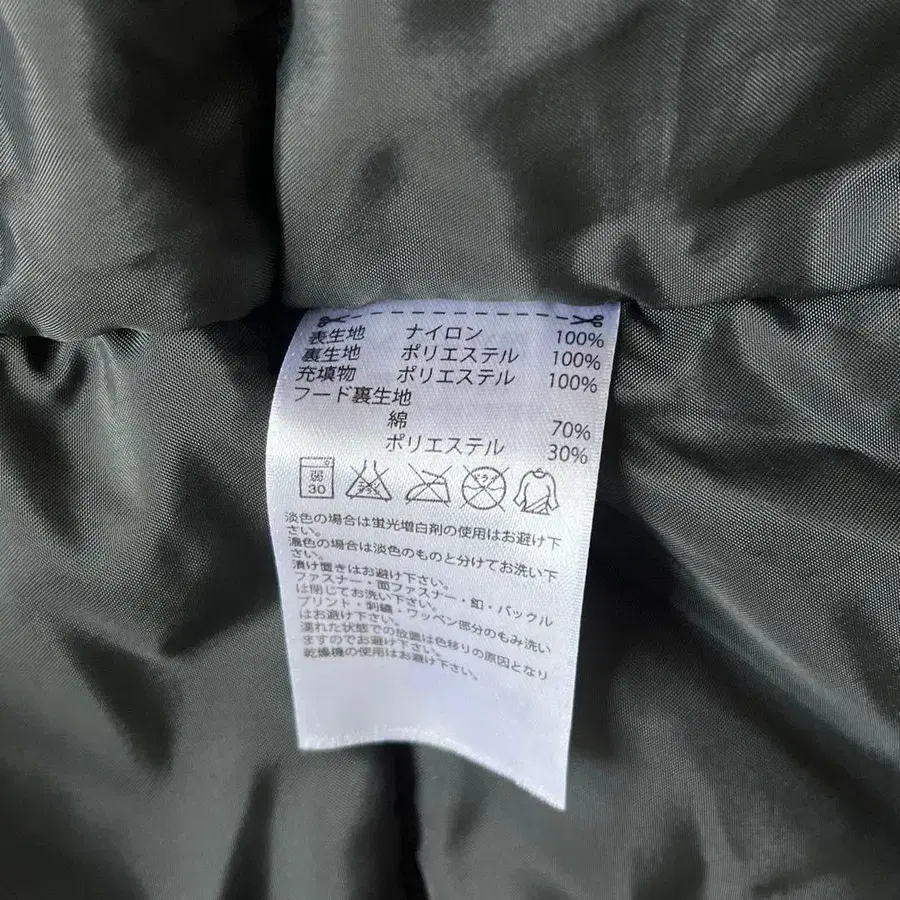 表生地 ナイロン 100%
裏生地 ポリエステル 100%
充填物 ポリエステル 100%
フード裏生地
綿 70%
ポリエステル 30%
弱 30 エンソサラシ ドライ
淡色の場合は蛍光増白剤の使用はお避け下
さい。
濃色の場合は淡色のものと分けてお洗い下
さい。
漬け置きはお避け下さい。
ファスナー・面ファスナー・釦・バックル
は閉じてお洗い下さい。
プリント・刺繍・ワッペン部分のもみ洗い
はお避け下さい。
濡れた状態での放置は色移りの原因となり
ますのでお避け下さい。
乾燥機の使用はお避け下さい。